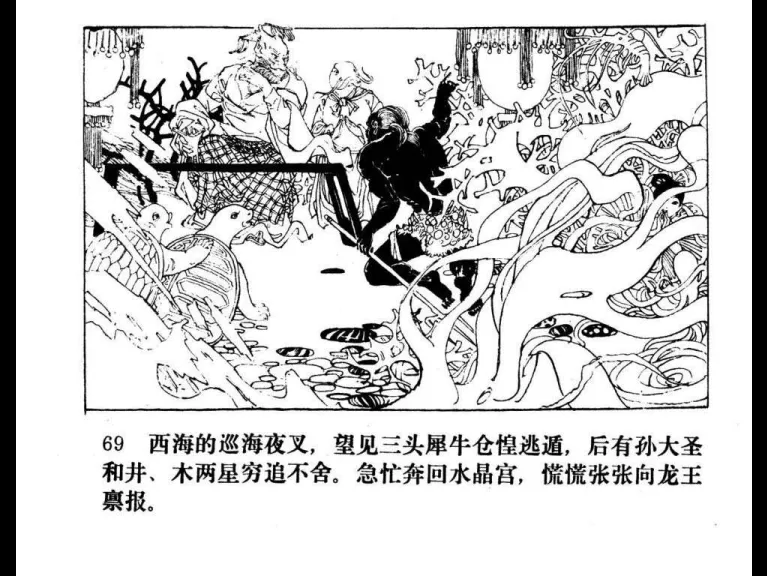 69 西海的巡海夜叉，望见三头犀牛仓惶逃遁，后有孙大圣
和井、木两星穷追不舍。急忙奔回水晶宫，慌慌张张向龙王
禀报。